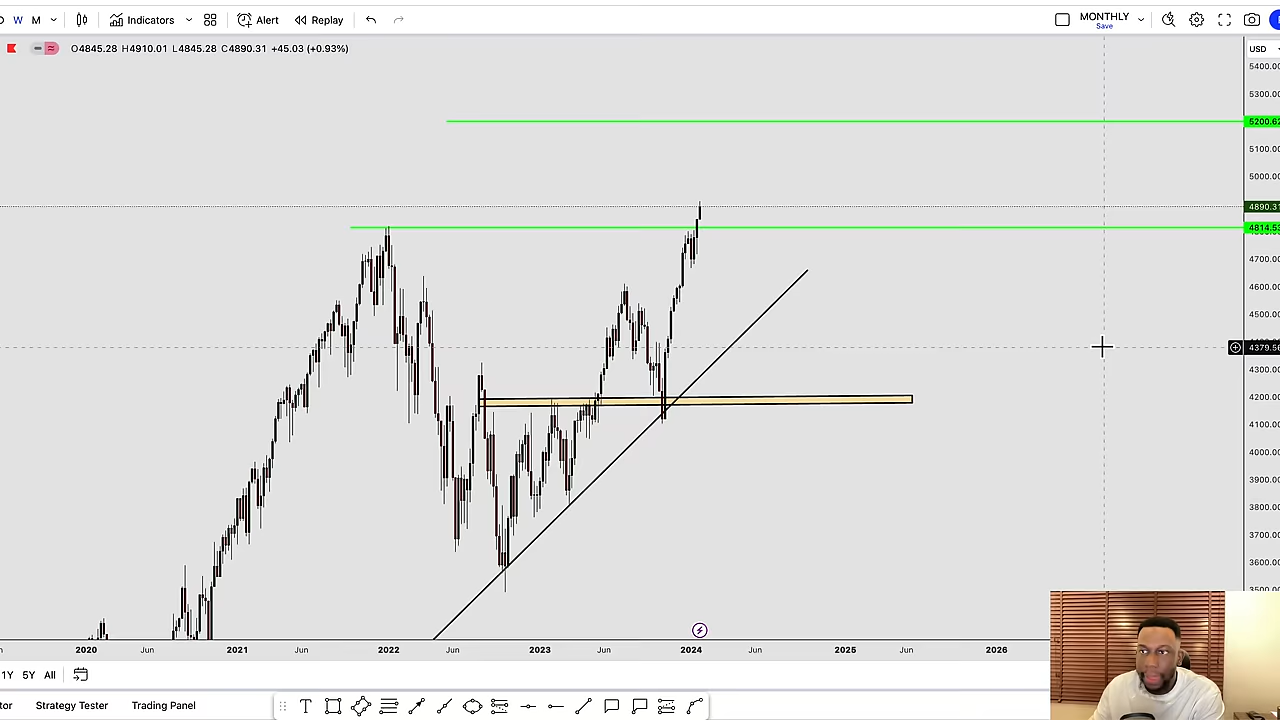 W M Indicators Alert Replay MONTHLY
Save
O4845.28 H4910.01 L4845.28 C4890.31 +45.03 (+0.93%)
USD
5400.00
5300.00
5200.62
5100.00
5000.00
4890.31
4814.53
4700.00
4600.00
4500.00
4379.56
4300.00
4200.00
4100.00
4000.00
3900.00
3800.00
3700.00
3600.00
2020 Jun 2021 Jun 2022 Jun 2023 Jun 2024 Jun 2025 Jun 2026
1Y 5Y All
Strategy Tester Trading Panel